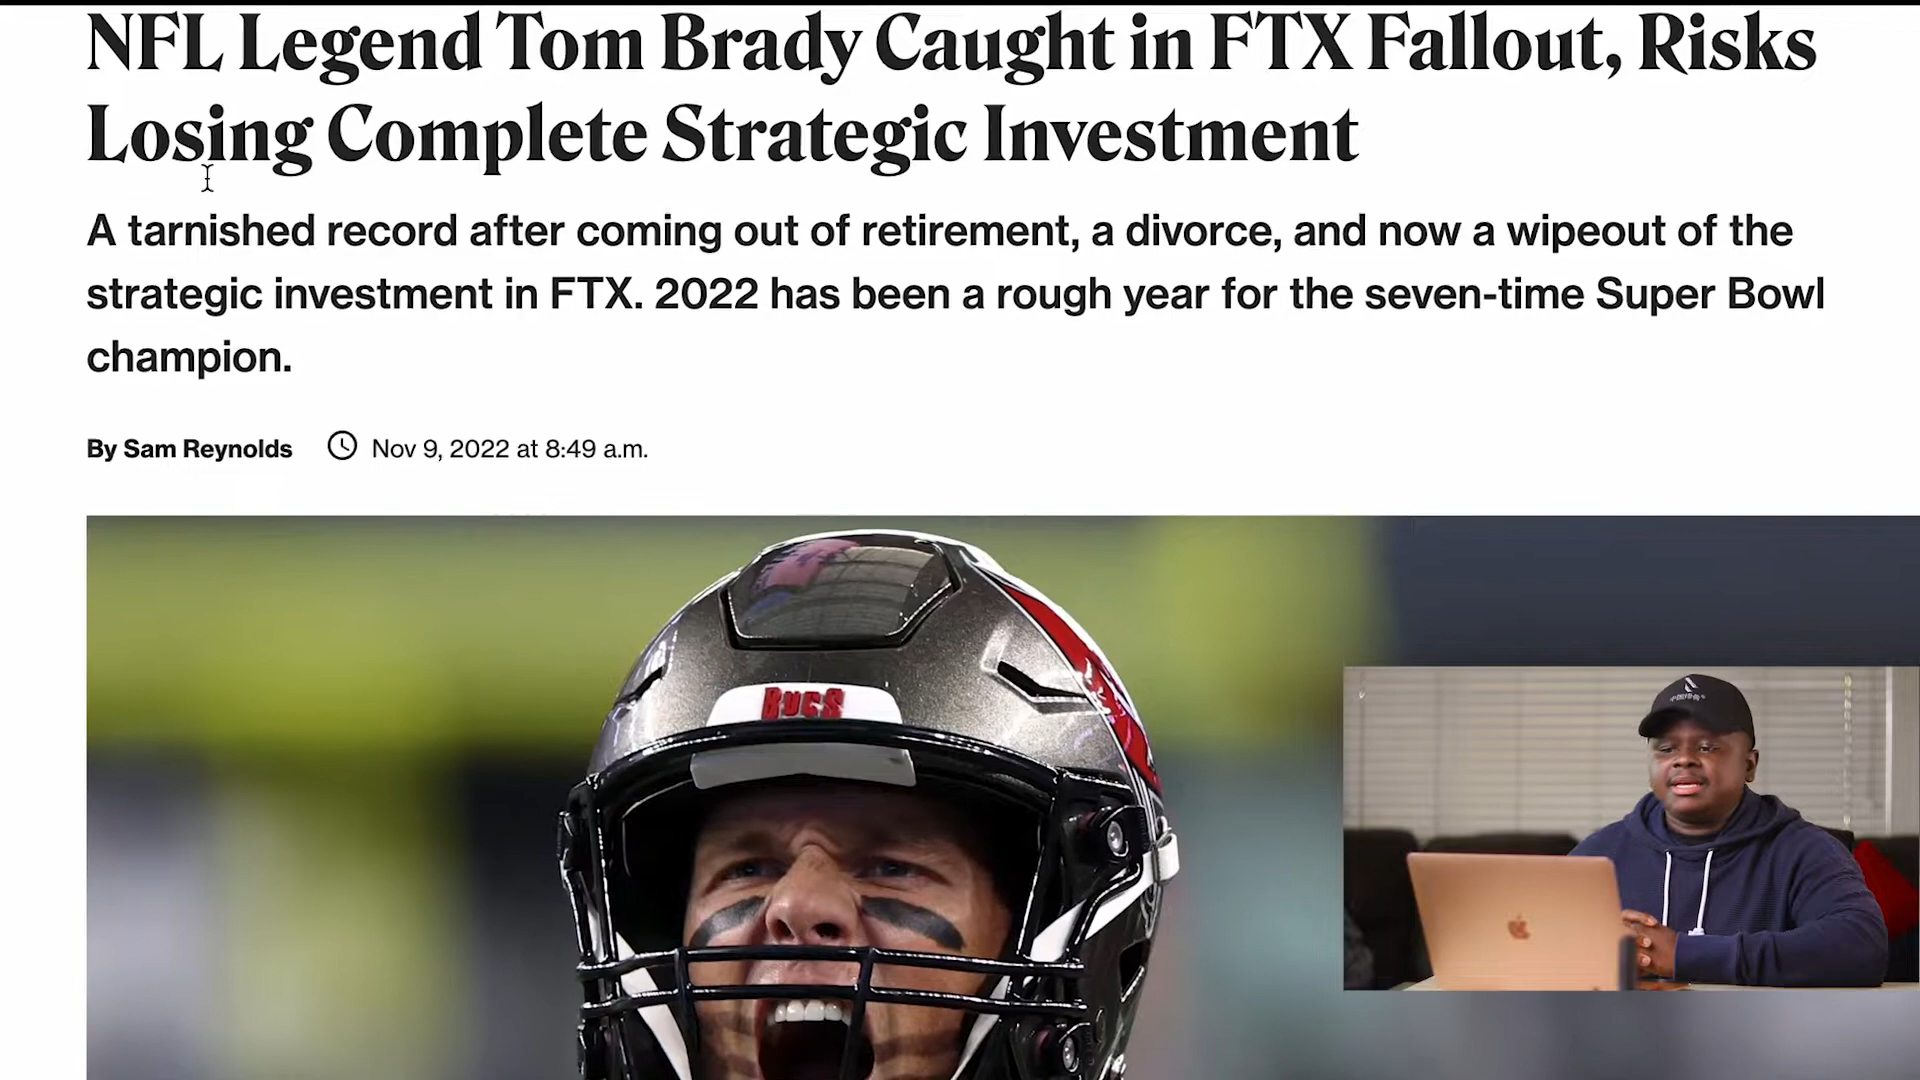 NFL Legend Tom Brady Caught in FTX Fallout, Risks
Losing Complete Strategic Investment
A tarnished record after coming out of retirement, a divorce, and now a wipeout of the
strategic investment in FTX. 2022 has been a rough year for the seven-time Super Bowl
champion.
By Sam Reynolds Nov 9, 2022 at 8:49 a.m.
BUCS